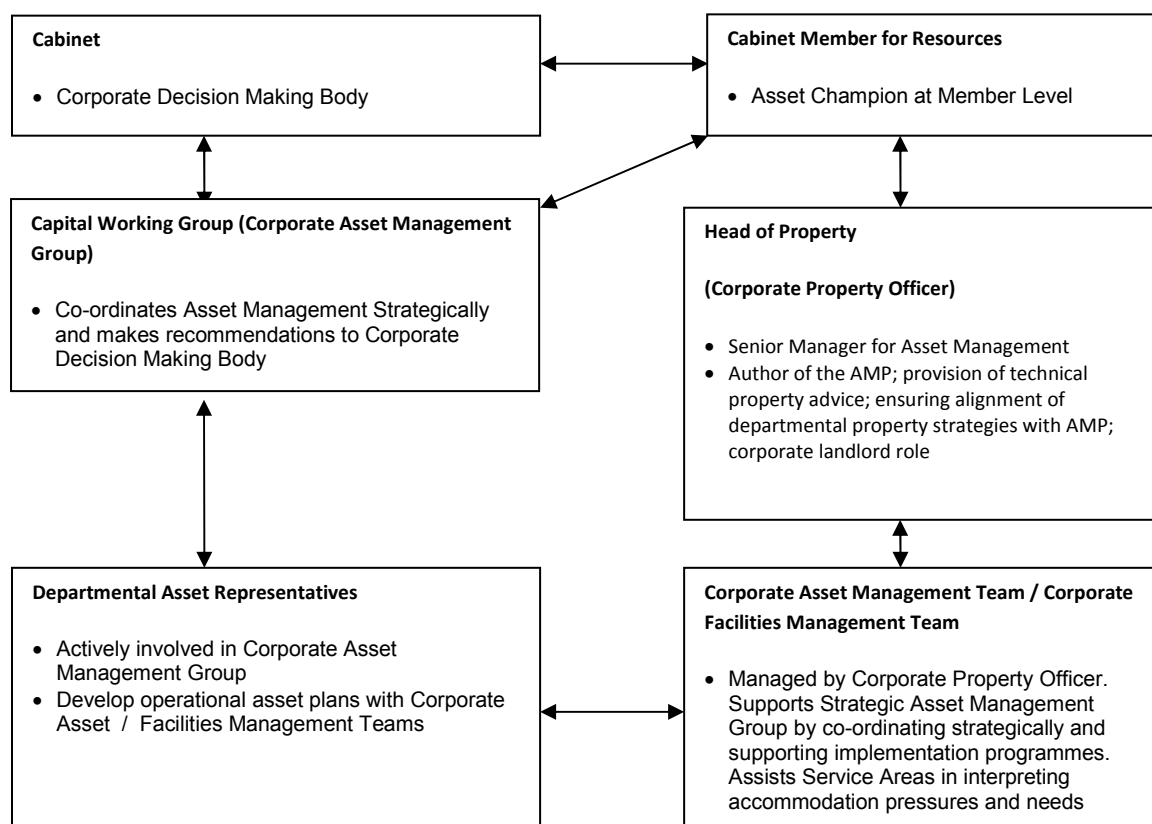 Cabinet
• Corporate Decision Making Body
Cabinet Member for Resources
• Asset Champion at Member Level
Capital Working Group (Corporate Asset Management
Group)
• Co-ordinates Asset Management Strategically
and makes recommendations to Corporate
Decision Making Body
Head of Property
(Corporate Property Officer)
• Senior Manager for Asset Management
• Author of the AMP; provision of technical
property advice; ensuring alignment of
departmental property strategies with AMP;
corporate landlord role
Departmental Asset Representatives
• Actively involved in Corporate Asset
Management Group
• Develop operational asset plans with Corporate
Asset / Facilities Management Teams
Corporate Asset Management Team / Corporate
Facilities Management Team
• Managed by Corporate Property Officer.
Supports Strategic Asset Management
Group by co-ordinating strategically and
supporting implementation programmes.
Assists Service Areas in interpreting
accommodation pressures and needs